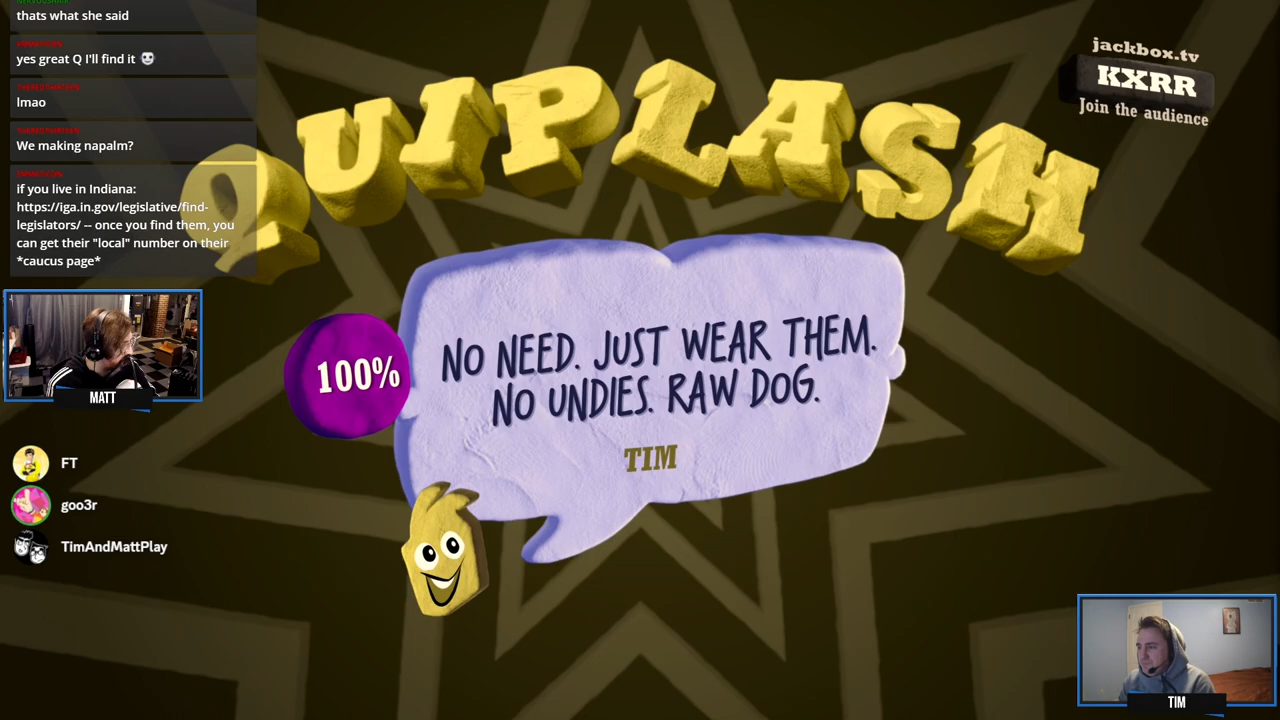 thats what she said
yes great Q I'll find it
lmao
We making napalm?
if you live in Indiana:
https://iga.in.gov/legislative/find-
legislators/ -- once you find them, you
can get their "local" number on their
*caucus page*
QUIPLASH
jackbox.tv
KXRR
Join the audience
100%
NO NEED. JUST WEAR THEM.
NO UNDIES. RAW DOG.
TIM
MATT
FT
goo3r
TimAndMattPlay
TIM